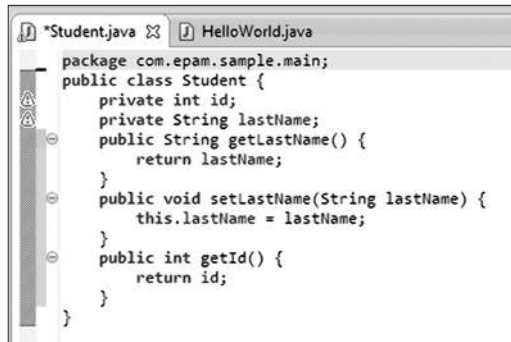 *Student.java HelloWorld.java
package com.epam.sample.main;
public class Student {
    private int id;
    private String lastName;
    public String getLastName() {
        return lastName;
    }
    public void setLastName(String lastName) {
        this.lastName = lastName;
    }
    public int getId() {
        return id;
    }
}